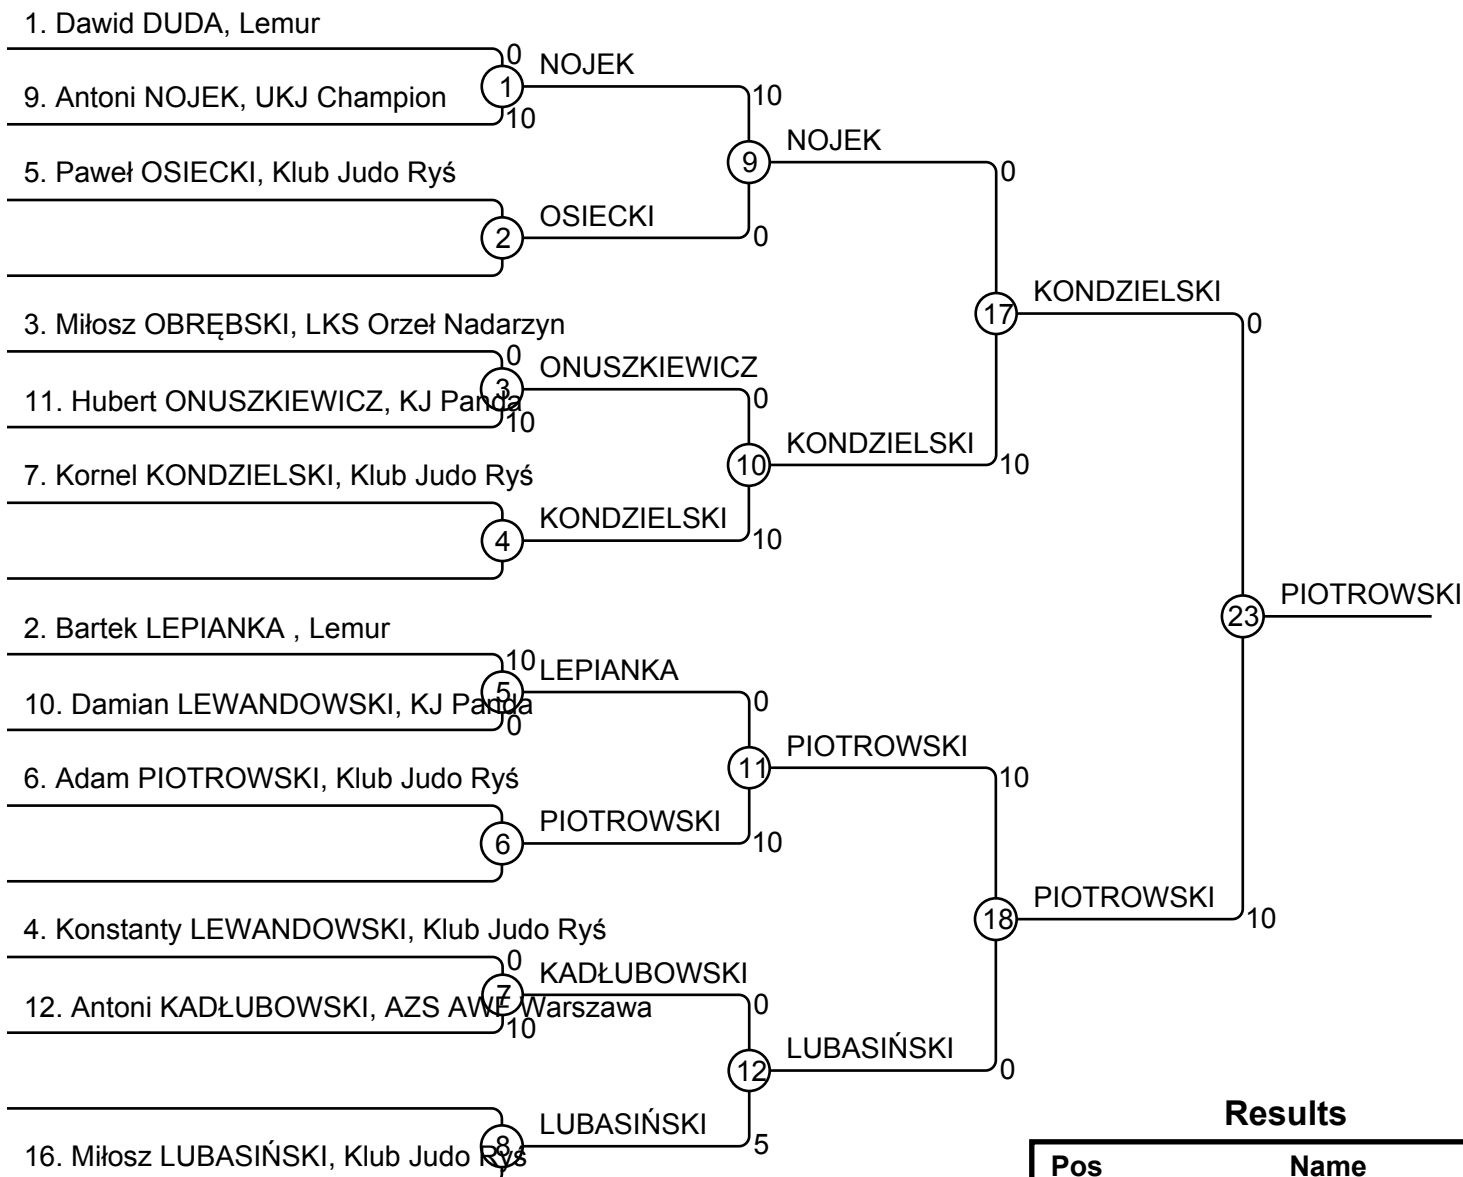 1. Dawid DUDA, Lemur
0
NOJEK
1
9. Antoni NOJEK, UKJ Champion
10
10
NOJEK
5. Paweł OSIECKI, Klub Judo Ryś
9
0
OSIECKI
2
0
KONDZIELSKI
3. Miłosz OBRĘBSKI, LKS Orzeł Nadarzyn
17
0
0
ONUSZKIEWICZ
3
11. Hubert ONUSZKIEWICZ, KJ Panda
10
0
KONDZIELSKI
7. Kornel KONDZIELSKI, Klub Judo Ryś
10
10
KONDZIELSKI
4
10
PIOTROWSKI
23
2. Bartek LEPIANKA , Lemur
10
LEPIANKA
5
10. Damian LEWANDOWSKI, KJ Panda
0
0
PIOTROWSKI
6. Adam PIOTROWSKI, Klub Judo Ryś
11
10
PIOTROWSKI
6
10
PIOTROWSKI
18
10
4. Konstanty LEWANDOWSKI, Klub Judo Ryś
0
KADŁUBOWSKI
7
12. Antoni KADŁUBOWSKI, AZS AWF Warszawa
10
0
LUBASIŃSKI
12
0
LUBASIŃSKI
8
5
16. Miłosz LUBASIŃSKI, Klub Judo Ryś
Results
Pos Name